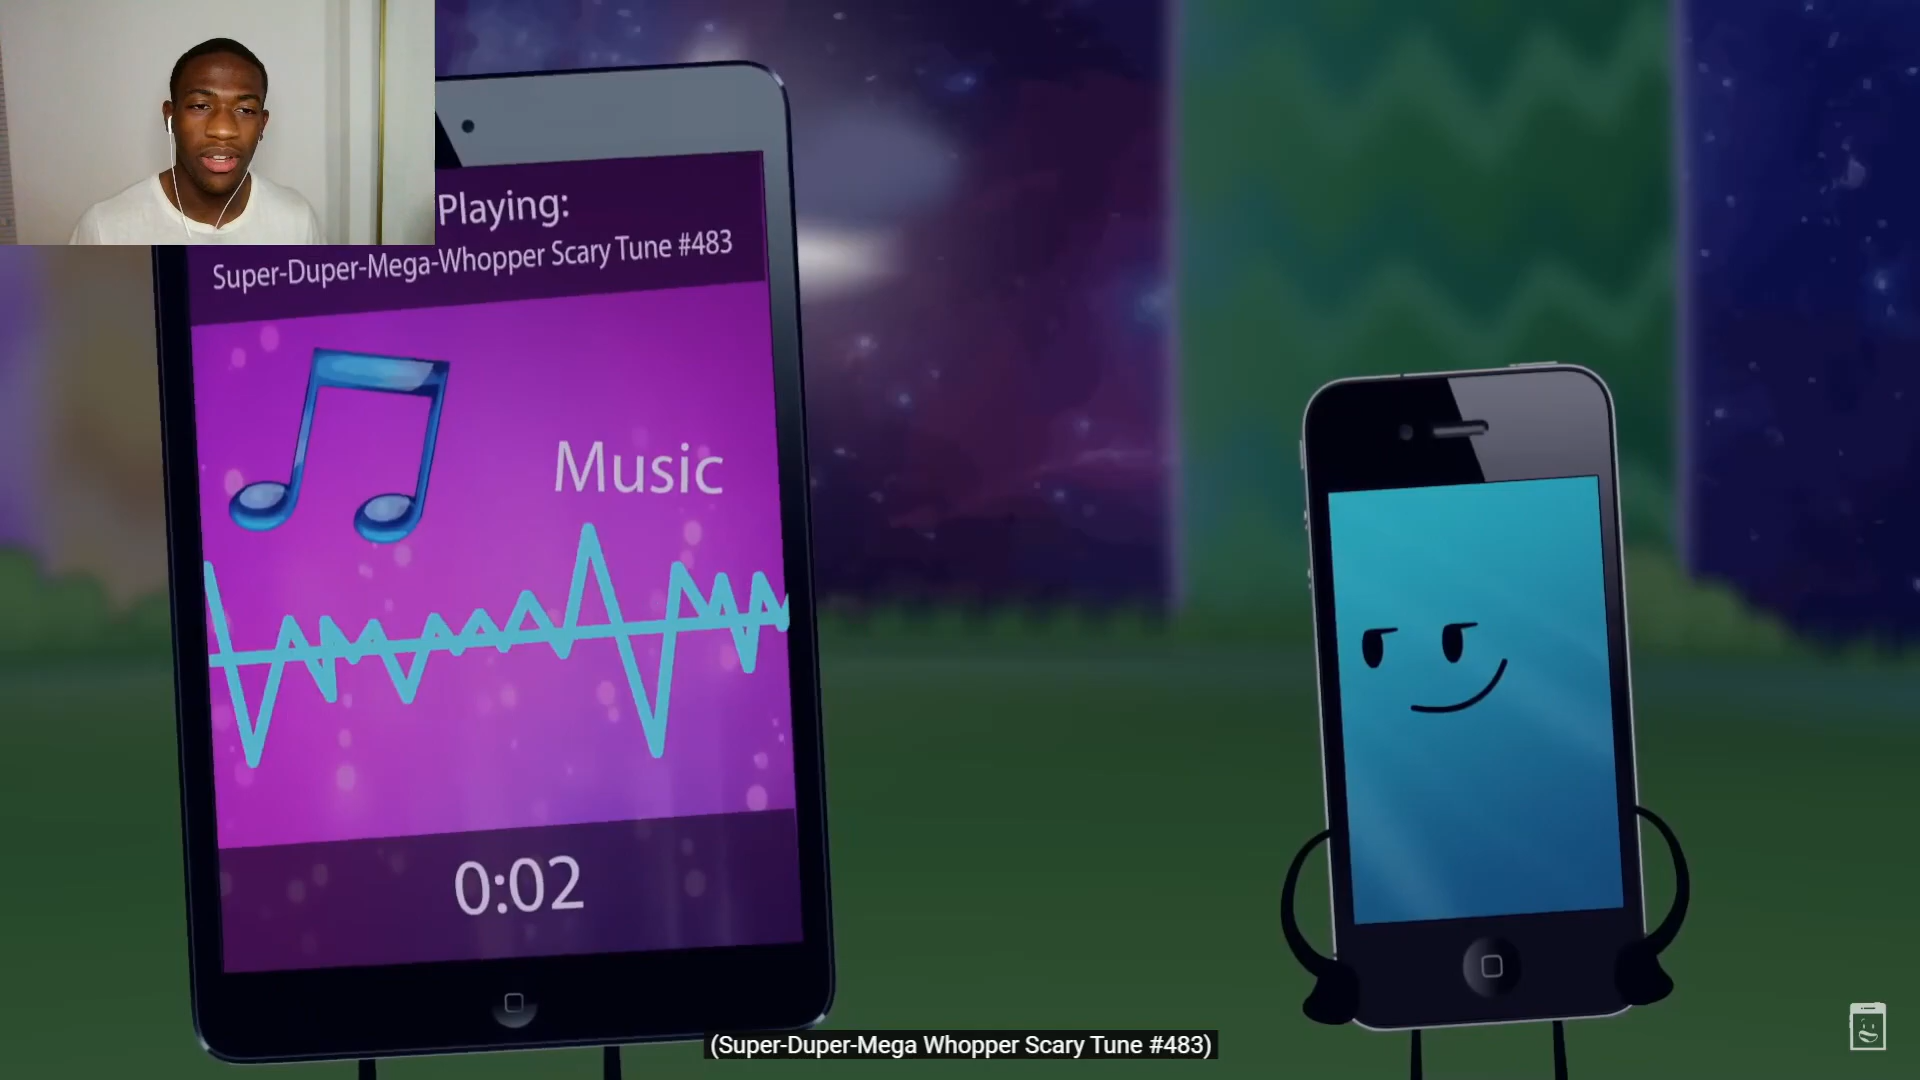 Playing:
Super-Duper-Mega-Whopper Scary Tune #483
Music
0:02
(Super-Duper-Mega Whopper Scary Tune #483)